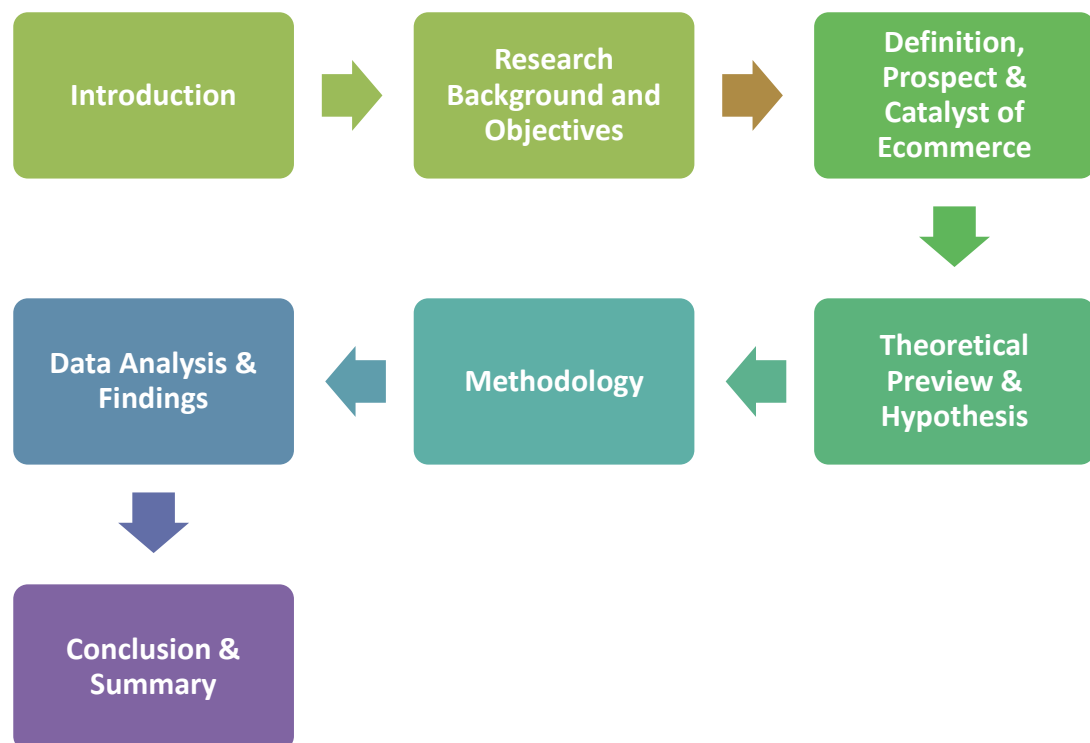 Introduction
Research
Background and
Objectives
Definition,
Prospect &
Catalyst of
Ecommerce
Theoretical
Preview &
Hypothesis
Methodology
Data Analysis &
Findings
Conclusion &
Summary